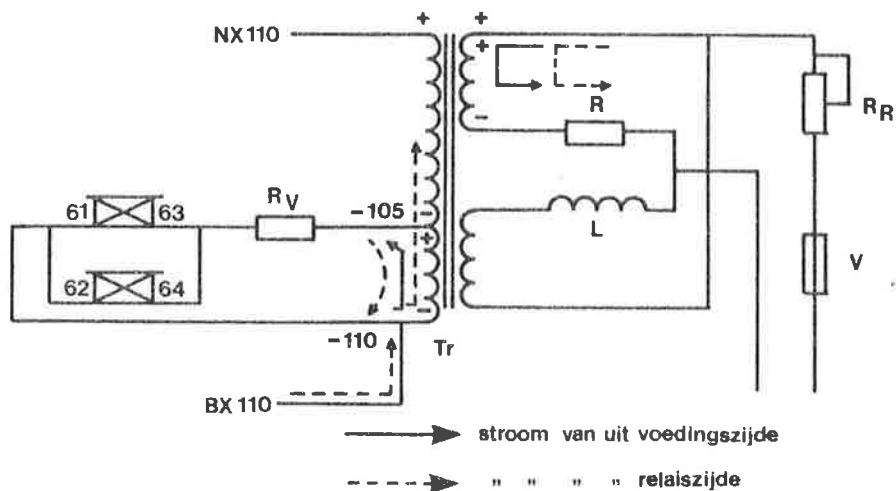 + +
NX110
+
R
RR
-
61 63
RV
-105
-
+
L
V
62 64
-
-110
Tr
BX110
stroom van uit voedingszijde
" " " " relaiszijde